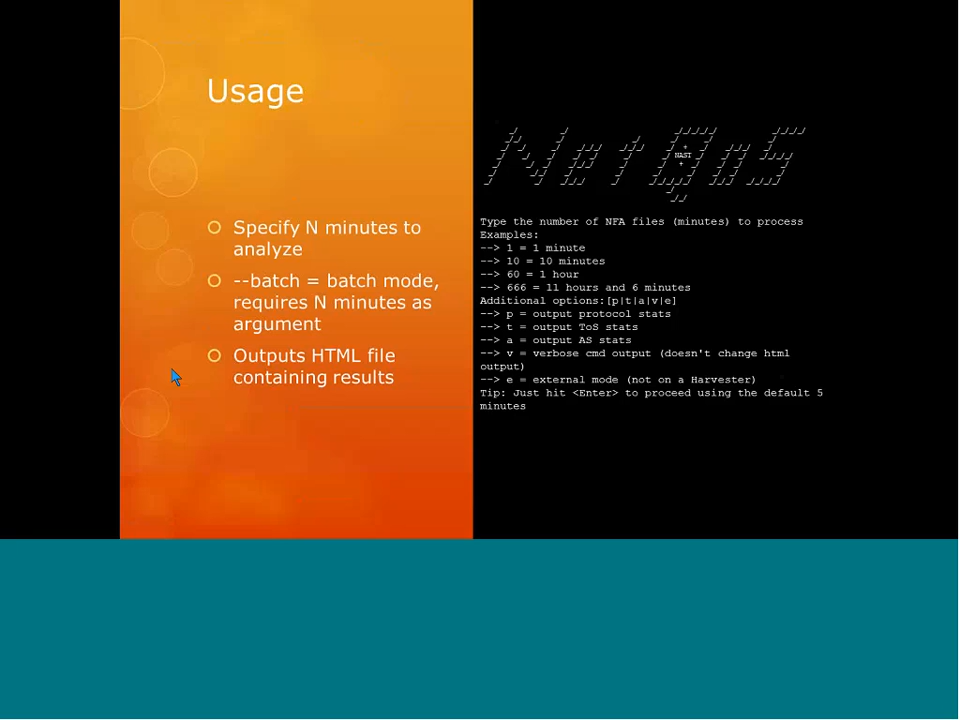 Usage
Specify N minutes to
analyze
--batch = batch mode,
requires N minutes as
argument
Outputs HTML file
containing results
NetQoS
+
NAST
+
Type the number of NFA files (minutes) to process
Examples:
--> 1 = 1 minute
--> 10 = 10 minutes
--> 60 = 1 hour
--> 666 = 11 hours and 6 minutes
Additional options:[p|t|a|v|e]
--> p = output protocol stats
--> t = output ToS stats
--> a = output AS stats
--> v = verbose cmd output (doesn't change html
output)
--> e = external mode (not on a Harvester)
Tip: Just hit <Enter> to proceed using the default 5
minutes